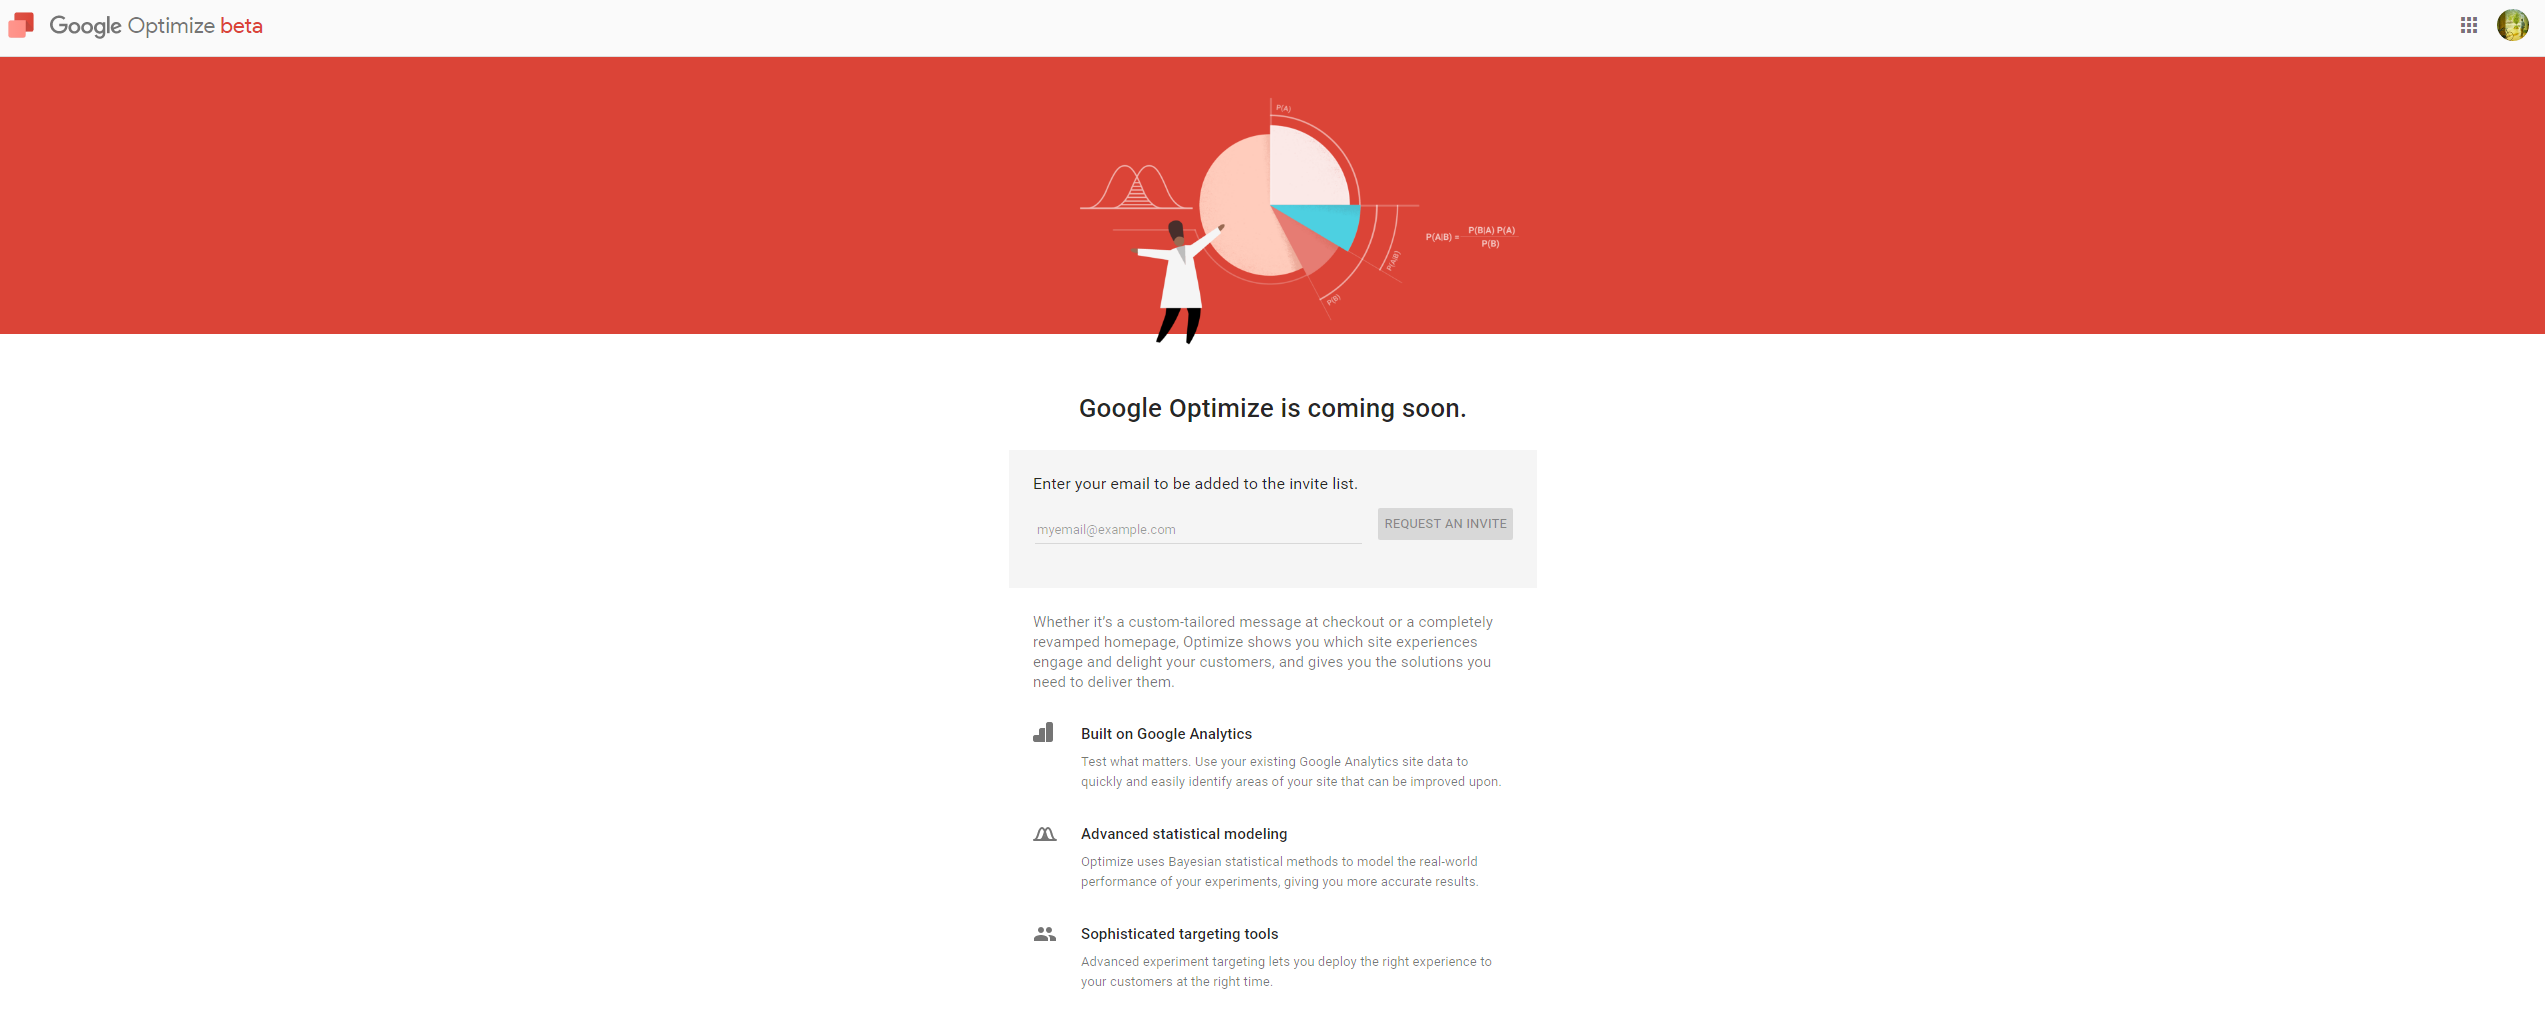 Google Optimize beta
P(A)
P(A|B) = P(B|A) P(A)
P(B)
P(A|B)
P(B)
Google Optimize is coming soon.
Enter your email to be added to the invite list.
myemail@example.com
REQUEST AN INVITE
Whether it’s a custom-tailored message at checkout or a completely
revamped homepage, Optimize shows you which site experiences
engage and delight your customers, and gives you the solutions you
need to deliver them.
Built on Google Analytics
Test what matters. Use your existing Google Analytics site data to
quickly and easily identify areas of your site that can be improved upon.
Advanced statistical modeling
Optimize uses Bayesian statistical methods to model the real-world
performance of your experiments, giving you more accurate results.
Sophisticated targeting tools
Advanced experiment targeting lets you deploy the right experience to
your customers at the right time.